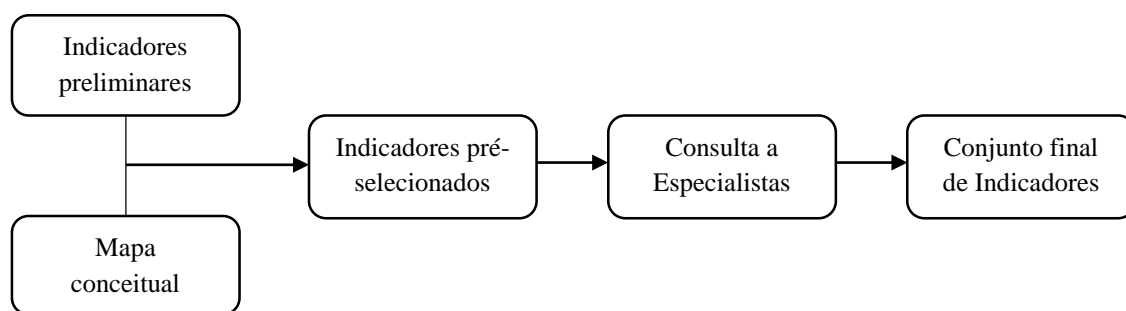 Indicadores
preliminares
Mapa
conceitual
Indicadores pré-
selecionados
Consulta a
Especialistas
Conjunto final
de Indicadores